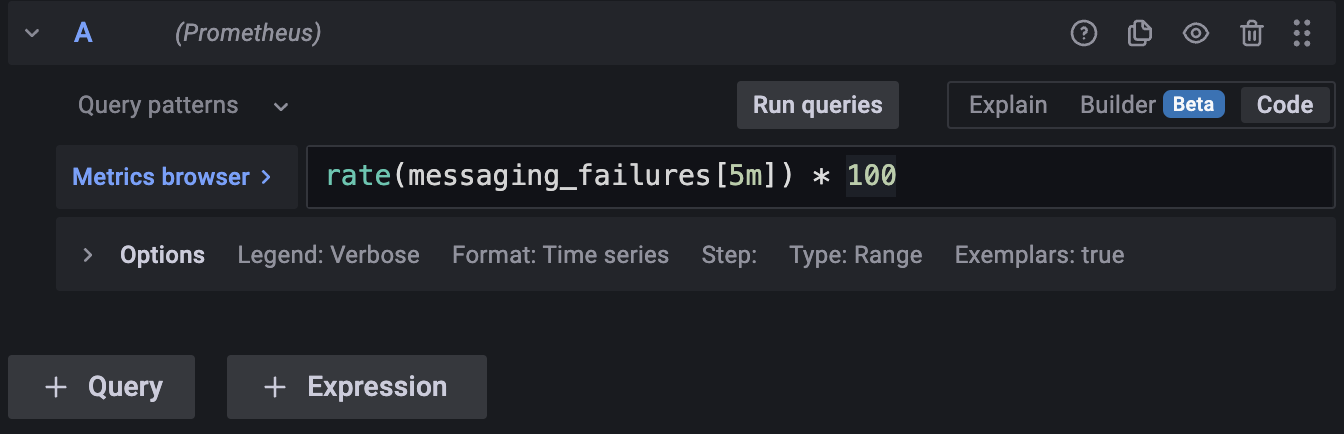 A (Prometheus)
Query patterns Run queries Explain Builder Beta Code
Metrics browser > rate(messaging_failures[5m]) * 100
> Options Legend: Verbose Format: Time series Step: Type: Range Exemplars: true
+ Query + Expression